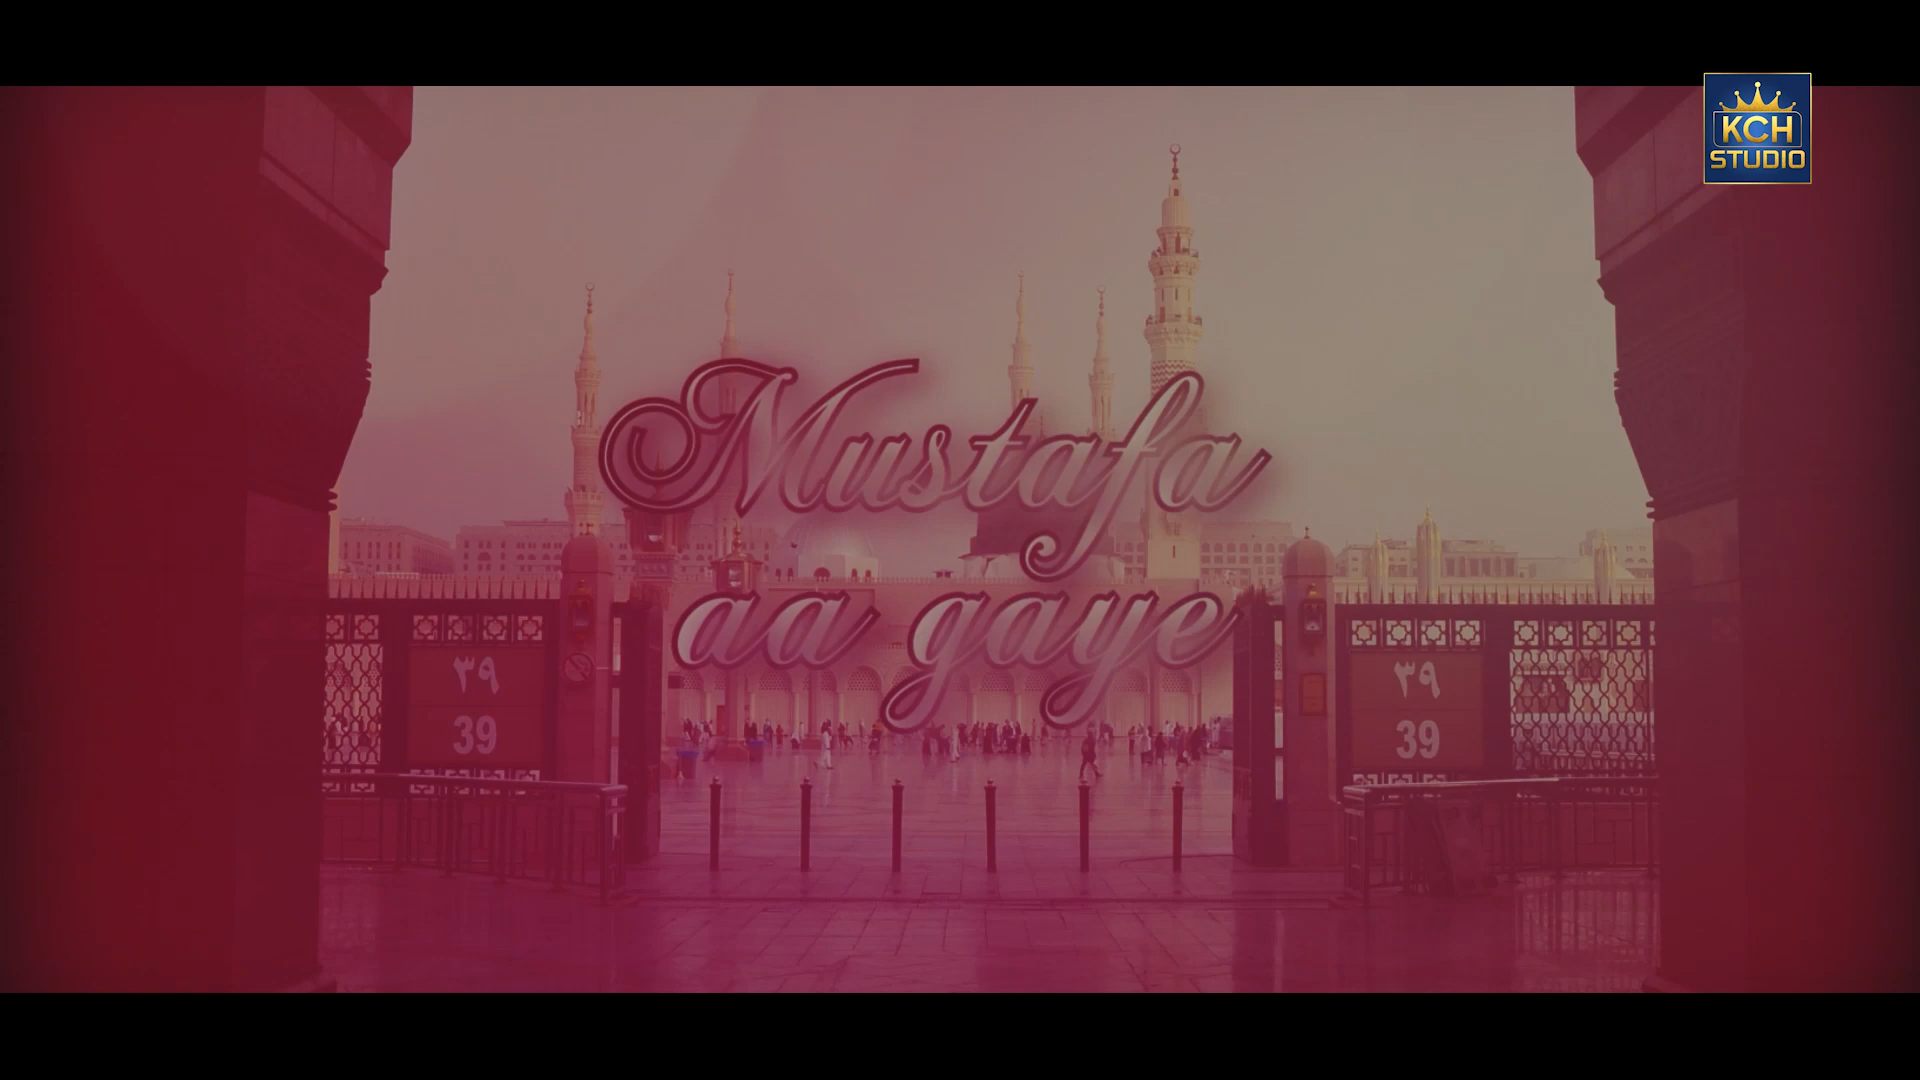 KCH
STUDIO
Mustafa
aa gaye
٣٩
39
٣٩
39